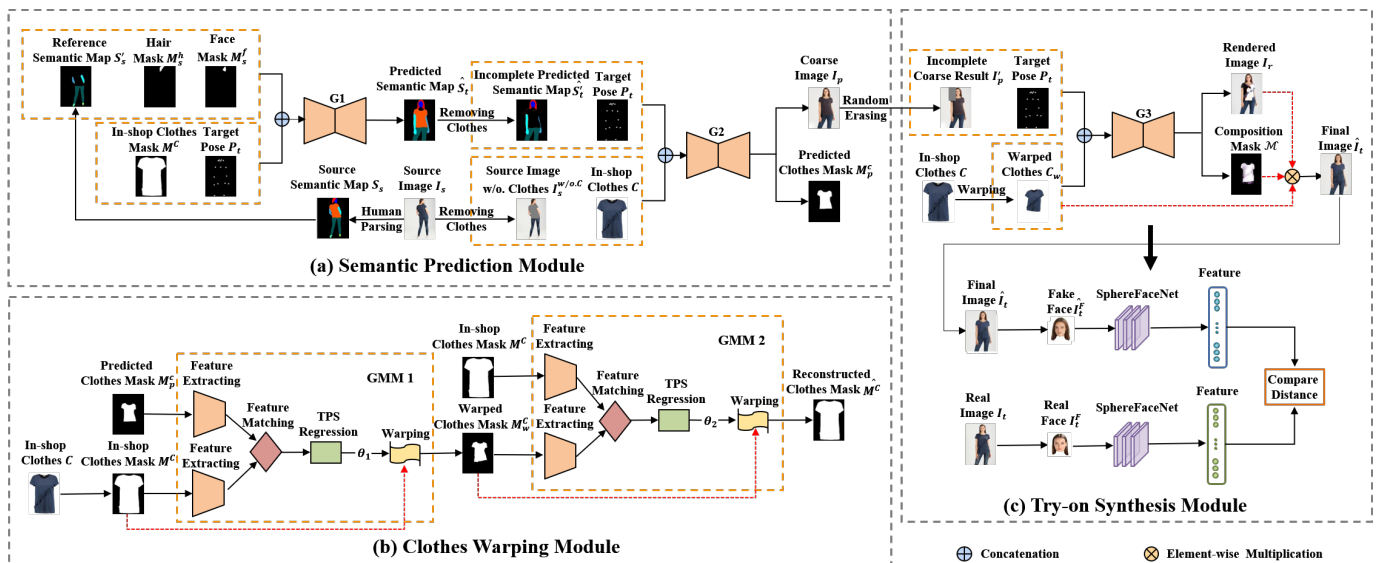 Reference
Semantic Map S′ₛ
Hair
Mask Mₛʰ
Face
Mask Mₛᶠ
In-shop Clothes
Mask Mᶜ
Target
Pose Pₜ
G1
Predicted
Semantic Map Ŝₜ
Removing
Clothes
Incomplete Predicted
Semantic Map Ŝ′ₜ
Target
Pose Pₜ
Source
Semantic Map Sₛ
Human
Parsing
Source
Image Iₛ
Removing
Clothes
Source Image
w/o. Clothes Iₛ^{w/o.C}
In-shop
Clothes C
G2
Coarse
Image Iₚ
Random
Erasing
Predicted
Clothes Mask Mₚᶜ
(a) Semantic Prediction Module
Predicted
Clothes Mask Mₚᶜ
In-shop
Clothes C
In-shop
Clothes Mask Mᶜ
Feature
Extracting
Feature
Extracting
Feature
Matching
GMM 1
TPS
Regression
θ₁
Warping
In-shop
Clothes Mask Mᶜ
Warped
Clothes Mask M_wᶜ
Feature
Extracting
Feature
Extracting
Feature
Matching
GMM 2
TPS
Regression
θ₂
Warping
Reconstructed
Clothes Mask M̂ᶜ
(b) Clothes Warping Module
Incomplete
Coarse Result I′ₚ
Target
Pose Pₜ
In-shop
Clothes C
Warping
Warped
Clothes C_w
G3
Rendered
Image Iᵣ
Composition
Mask ℳ
Final
Image Îₜ
Final
Image Îₜ
Fake
Face Îₜᶠ
SphereFaceNet
Feature
Real
Image Iₜ
Real
Face Iₜᶠ
SphereFaceNet
Feature
Compare
Distance
(c) Try-on Synthesis Module
Concatenation
Element-wise Multiplication